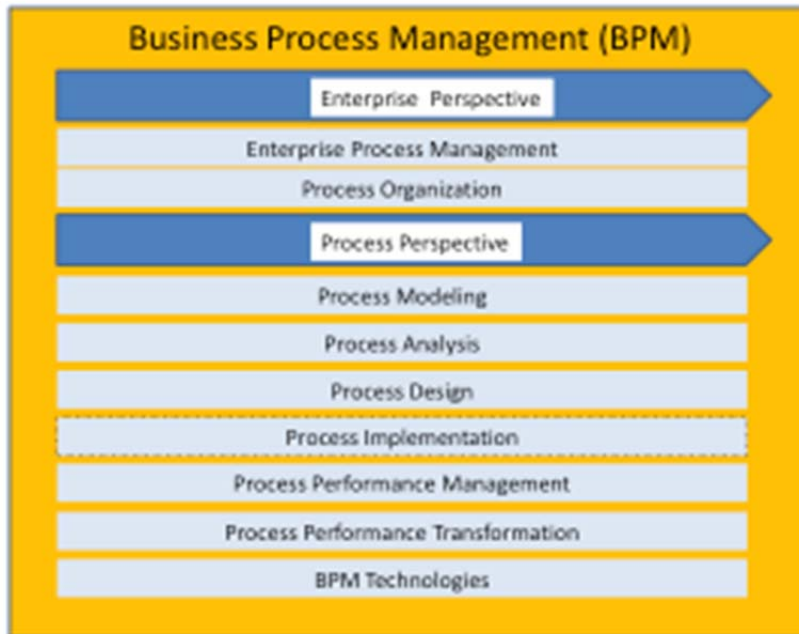 Business Process Management (BPM)
Enterprise Perspective
Enterprise Process Management
Process Organization
Process Perspective
Process Modeling
Process Analysis
Process Design
Process Implementation
Process Performance Management
Process Performance Transformation
BPM Technologies